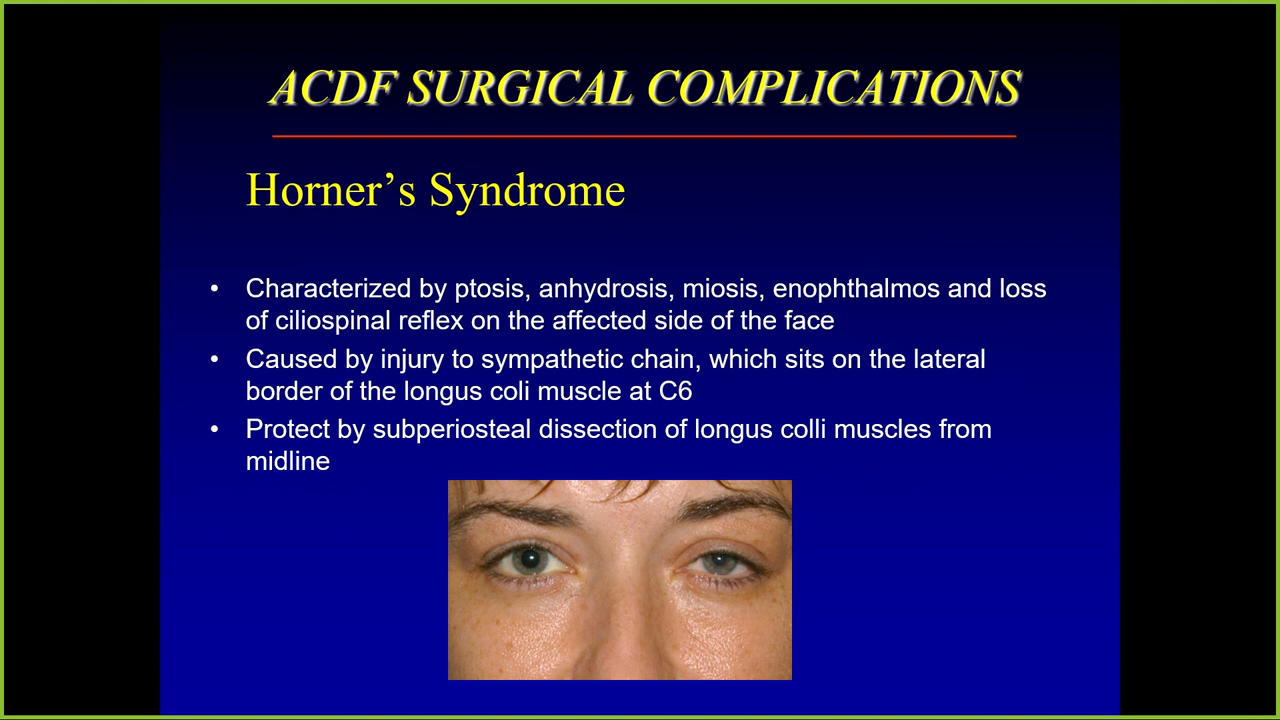 ACDF SURGICAL COMPLICATIONS
Horner’s Syndrome
• Characterized by ptosis, anhydrosis, miosis, enophthalmos and loss
of ciliospinal reflex on the affected side of the face
• Caused by injury to sympathetic chain, which sits on the lateral
border of the longus coli muscle at C6
• Protect by subperiosteal dissection of longus colli muscles from
midline